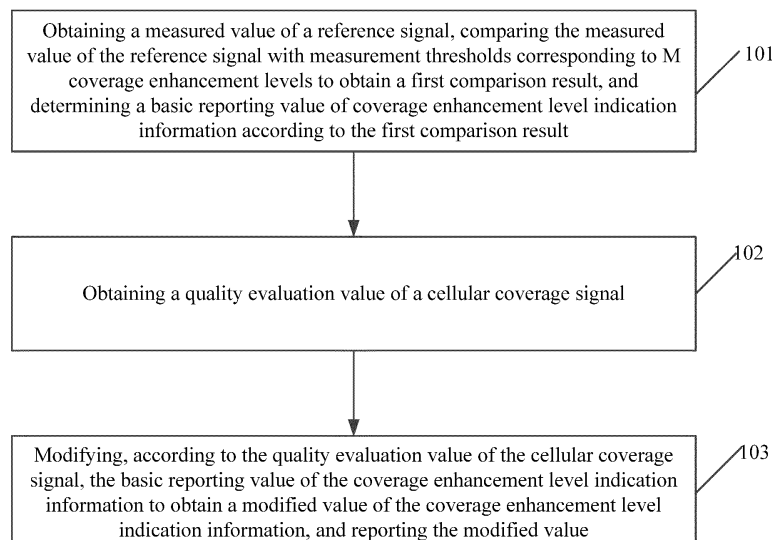 Obtaining a measured value of a reference signal, comparing the measured
value of the reference signal with measurement thresholds corresponding to M
coverage enhancement levels to obtain a first comparison result, and
determining a basic reporting value of coverage enhancement level indication
information according to the first comparison result
101
Obtaining a quality evaluation value of a cellular coverage signal
102
Modifying, according to the quality evaluation value of the cellular coverage
signal, the basic reporting value of the coverage enhancement level indication
information to obtain a modified value of the coverage enhancement level
indication information, and reporting the modified value
103